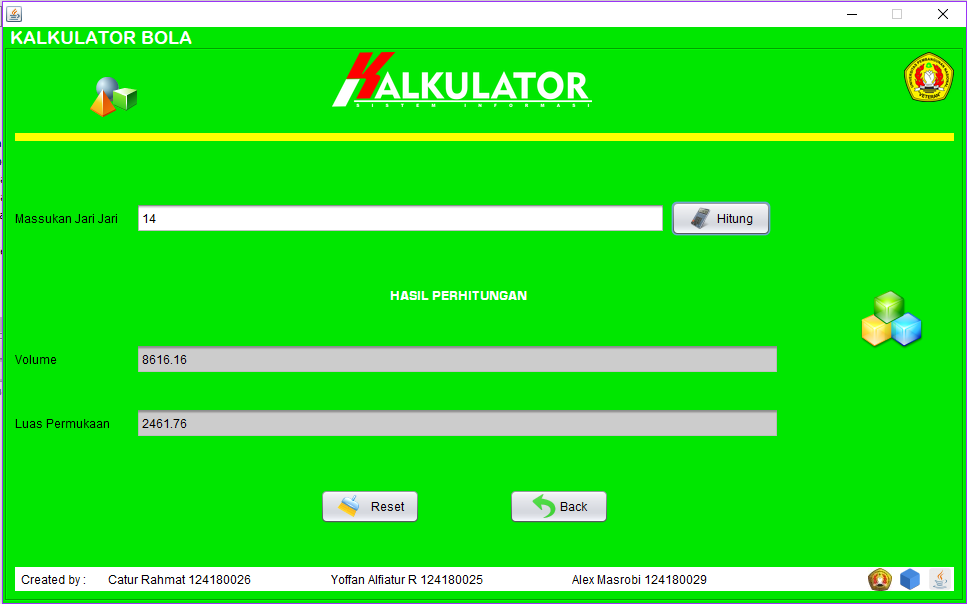 KALKULATOR BOLA
KALKULATOR
SISTEM INFORMASI
Massukan Jari Jari
14
Hitung
HASIL PERHITUNGAN
Volume
8616.16
Luas Permukaan
2461.76
Reset
Back
Created by :
Catur Rahmat 124180026
Yoffan Alfiatur R 124180025
Alex Masrobi 124180029